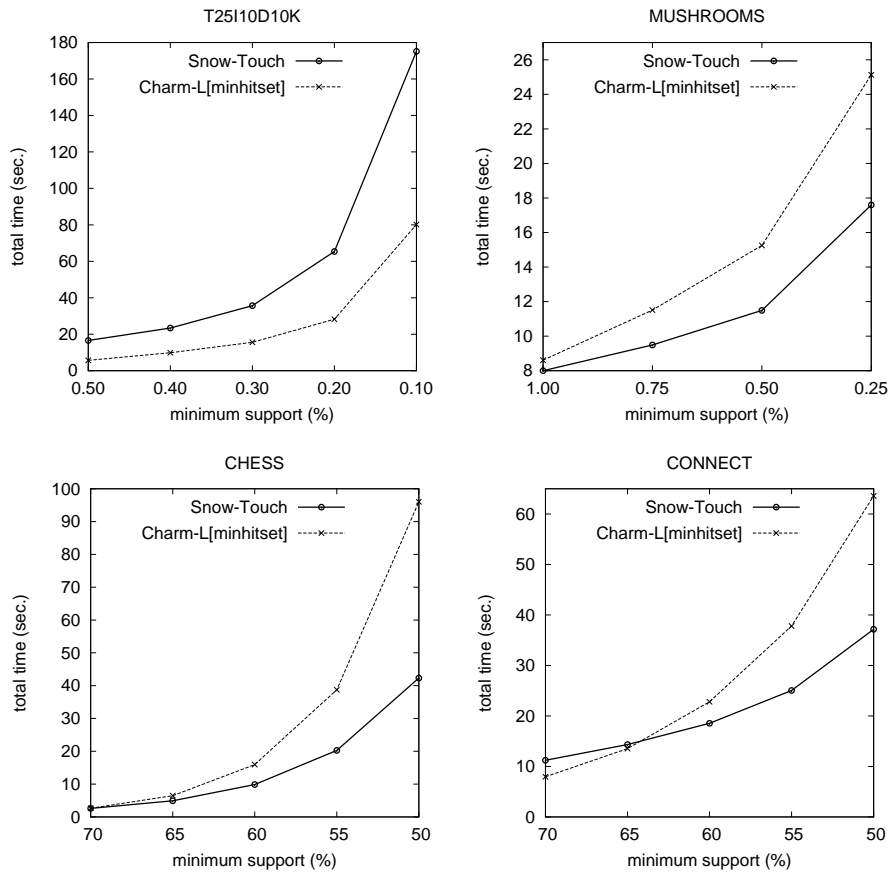 T25I10D10K
180
160
140
120
100
80
60
40
20
0
0.50 0.40 0.30 0.20 0.10
total time (sec.)
minimum support (%)
Snow-Touch
Charm-L[minhitset]
MUSHROOMS
26
24
22
20
18
16
14
12
10
8
1.00 0.75 0.50 0.25
total time (sec.)
minimum support (%)
Snow-Touch
Charm-L[minhitset]
CHESS
100
90
80
70
60
50
40
30
20
10
0
70 65 60 55 50
total time (sec.)
minimum support (%)
Snow-Touch
Charm-L[minhitset]
CONNECT
60
50
40
30
20
10
0
70 65 60 55 50
total time (sec.)
minimum support (%)
Snow-Touch
Charm-L[minhitset]